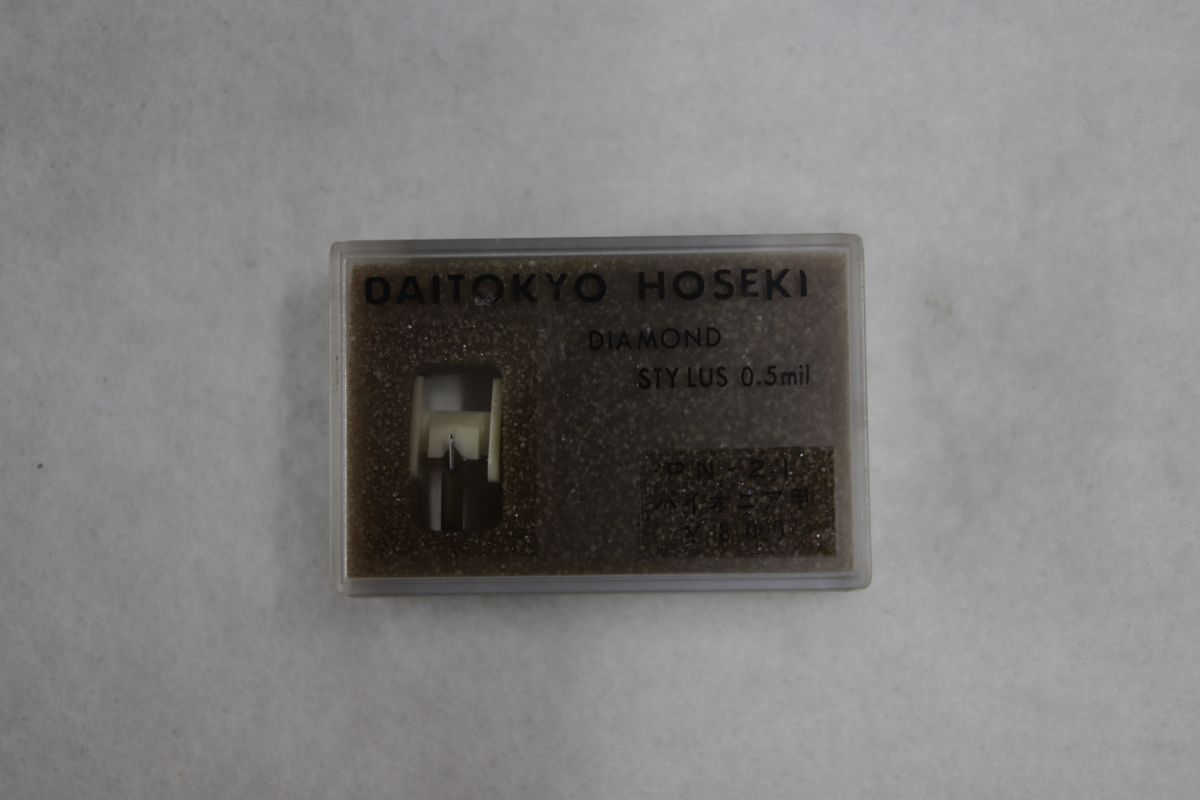 DAITOKYO HOSEKI
DIAMOND
STYLUS 0.5mil
PN-21
パイオニア用
¥8,000